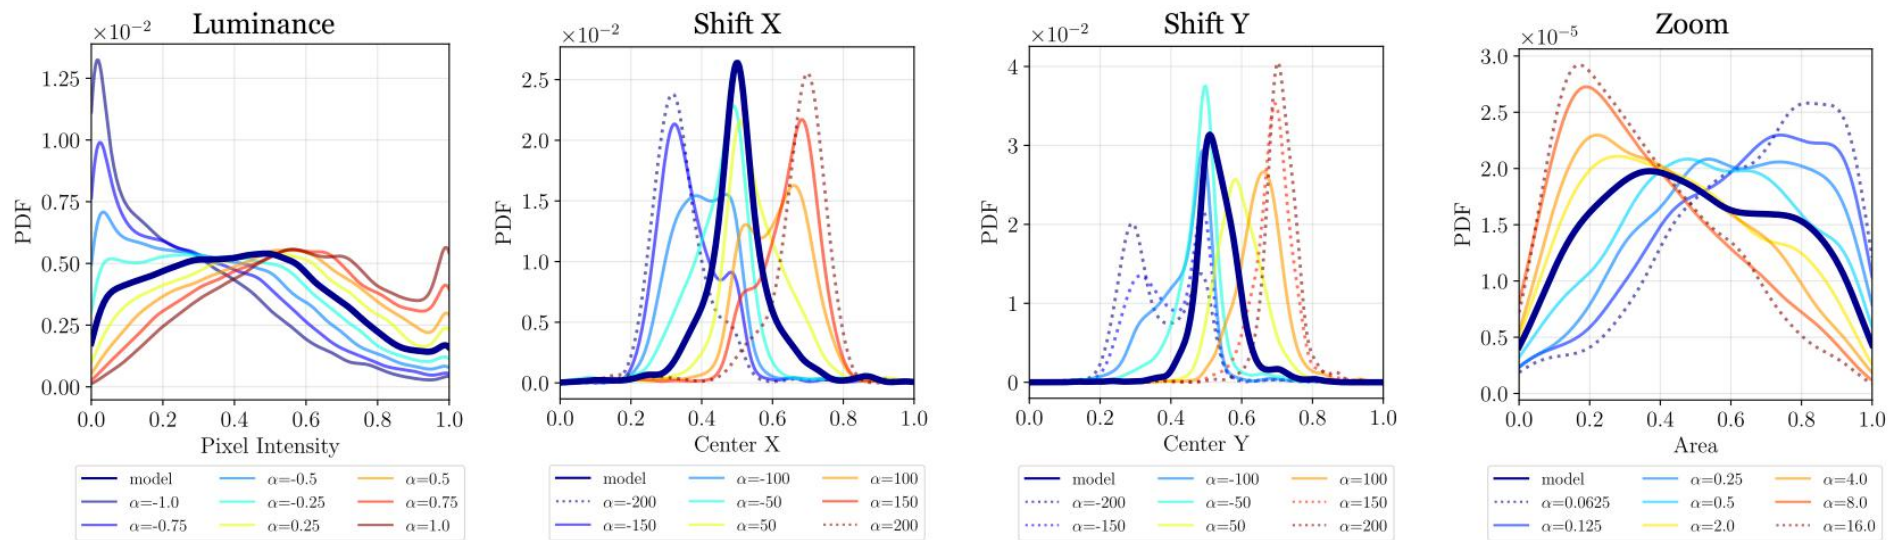 Luminance
×10⁻²
PDF
1.25
1.00
0.75
0.50
0.25
0.00
0.0 0.2 0.4 0.6 0.8 1.0
Pixel Intensity
model α=-0.5 α=0.5
α=-1.0 α=-0.25 α=0.75
α=-0.75 α=0.25 α=1.0
Shift X
×10⁻²
PDF
2.5
2.0
1.5
1.0
0.5
0.0
0.0 0.2 0.4 0.6 0.8 1.0
Center X
model α=-100 α=100
α=-200 α=-50 α=150
α=-150 α=50 α=200
Shift Y
×10⁻²
PDF
4
3
2
1
0
0.0 0.2 0.4 0.6 0.8 1.0
Center Y
model α=-100 α=100
α=-200 α=-50 α=150
α=-150 α=50 α=200
Zoom
×10⁻⁵
PDF
3.0
2.5
2.0
1.5
1.0
0.5
0.0
0.0 0.2 0.4 0.6 0.8 1.0
Area
model α=0.25 α=4.0
α=0.0625 α=0.5 α=8.0
α=0.125 α=2.0 α=16.0